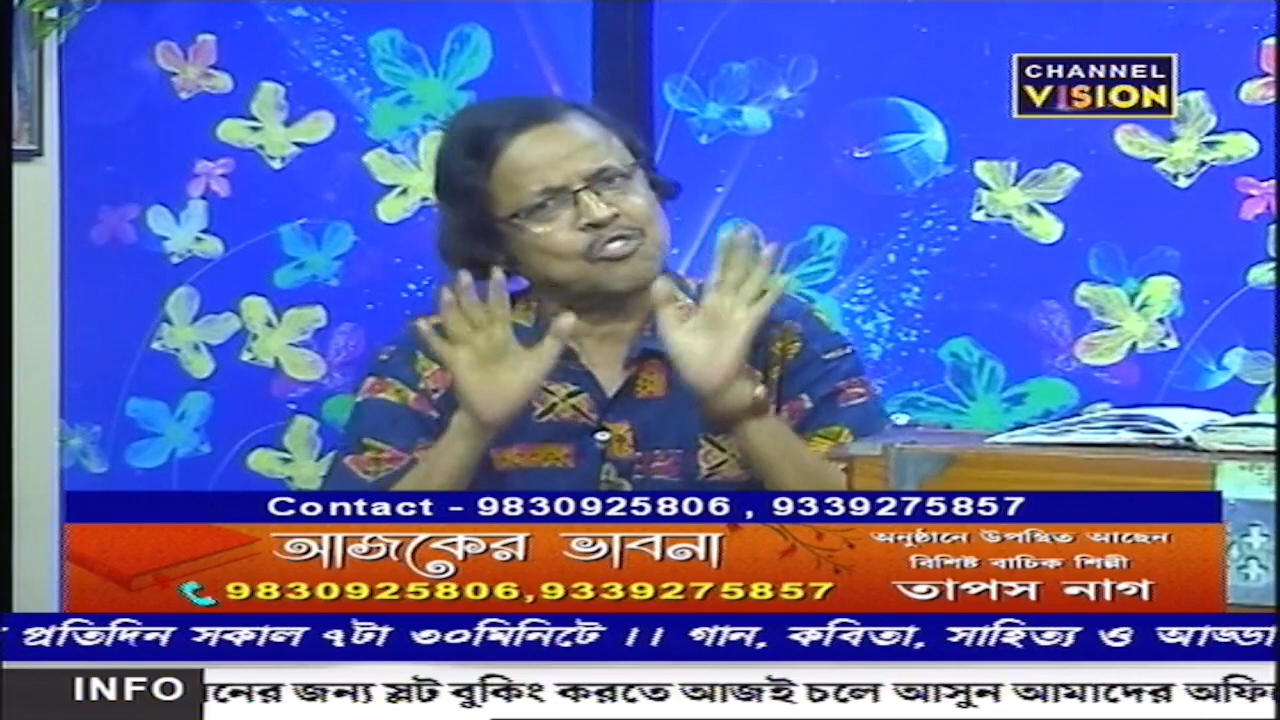 CHANNEL
VISION
Contact - 9830925806 , 9339275857
আজকের ভাবনা
অনুষ্ঠানে উপস্থিত আছেন
বিশিষ্ট বাচিক শিল্পী
9830925806,9339275857
তাপস নাগ
প্রতিদিন সকাল ৭টা ৩০মিনিটে ।। গান, কবিতা, সাহিত্য ও আড্ডা
INFO নের জন্য স্লট বুকিং করতে আজই চলে আসুন আমাদের অফি